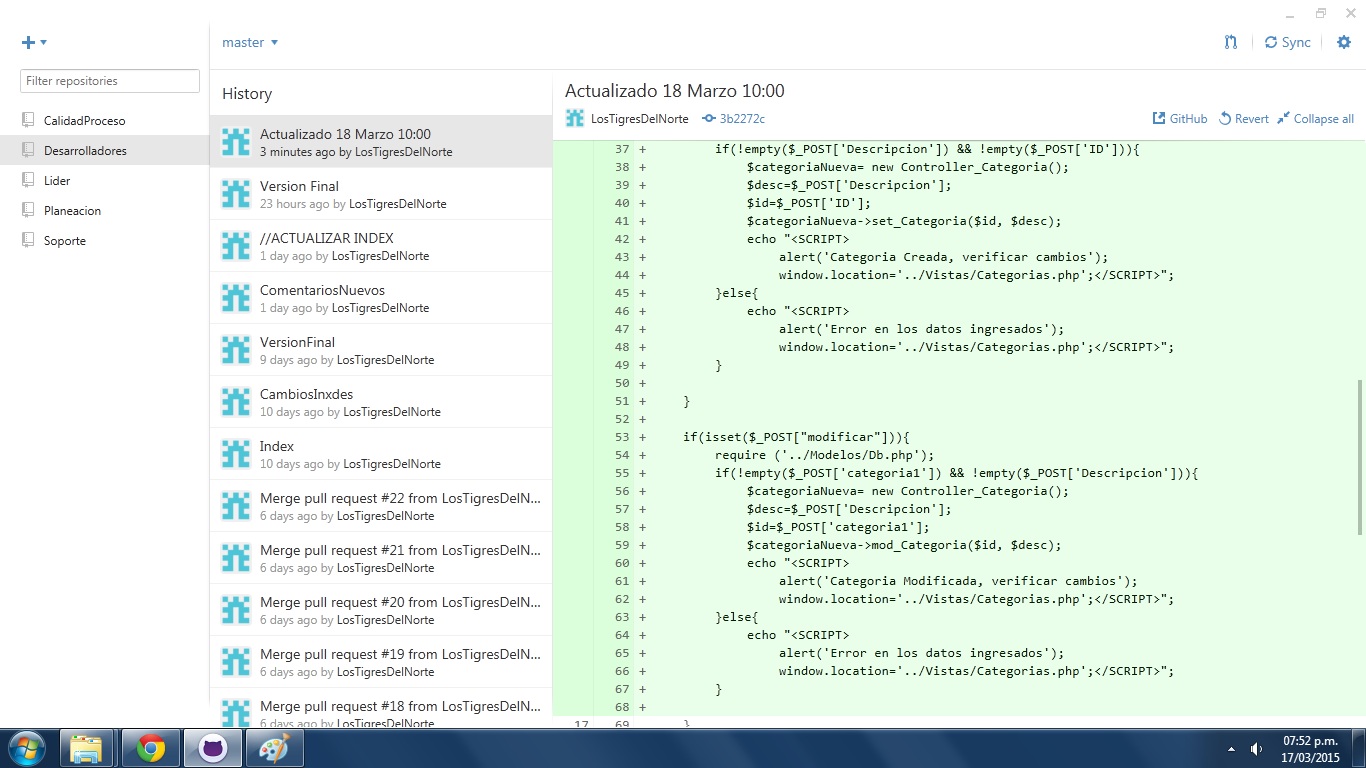 master
Sync
Filter repositories
CalidadProceso
Desarrolladores
Lider
Planeacion
Soporte
History
Actualizado 18 Marzo 10:00
3 minutes ago by LosTigresDelNorte
Version Final
23 hours ago by LosTigresDelNorte
//ACTUALIZAR INDEX
1 day ago by LosTigresDelNorte
ComentariosNuevos
1 day ago by LosTigresDelNorte
VersionFinal
9 days ago by LosTigresDelNorte
CambiosInxdes
10 days ago by LosTigresDelNorte
Index
10 days ago by LosTigresDelNorte
Merge pull request #22 from LosTigresDelN...
6 days ago by LosTigresDelNorte
Merge pull request #21 from LosTigresDelN...
6 days ago by LosTigresDelNorte
Merge pull request #20 from LosTigresDelN...
6 days ago by LosTigresDelNorte
Merge pull request #19 from LosTigresDelN...
6 days ago by LosTigresDelNorte
Merge pull request #18 from LosTigresDelN...
6 days ago by LosTigresDelNorte
Actualizado 18 Marzo 10:00
LosTigresDelNorte 3b2272c GitHub Revert Collapse all
37 + if(!empty($_POST['Descripcion']) && !empty($_POST['ID'])){
38 + $categoriaNueva= new Controller_Categoria();
39 + $desc=$_POST['Descripcion'];
40 + $id=$_POST['ID'];
41 + $categoriaNueva->set_Categoria($id, $desc);
42 + echo "<SCRIPT>
43 + alert('Categoria Creada, verificar cambios');
44 + window.location='../Vistas/Categorias.php';</SCRIPT>";
45 + }else{
46 + echo "<SCRIPT>
47 + alert('Error en los datos ingresados');
48 + window.location='../Vistas/Categorias.php';</SCRIPT>";
49 + }
50 +
51 + }
52 +
53 + if(isset($_POST["modificar"])){
54 + require ('../Modelos/Db.php');
55 + if(!empty($_POST['categoria1']) && !empty($_POST['Descripcion'])){
56 + $categoriaNueva= new Controller_Categoria();
57 + $desc=$_POST['Descripcion'];
58 + $id=$_POST['categoria1'];
59 + $categoriaNueva->mod_Categoria($id, $desc);
60 + echo "<SCRIPT>
61 + alert('Categoria Modificada, verificar cambios');
62 + window.location='../Vistas/Categorias.php';</SCRIPT>";
63 + }else{
64 + echo "<SCRIPT>
65 + alert('Error en los datos ingresados');
66 + window.location='../Vistas/Categorias.php';</SCRIPT>";
67 + }
68 +
17 69 }
07:52 p.m.
17/03/2015